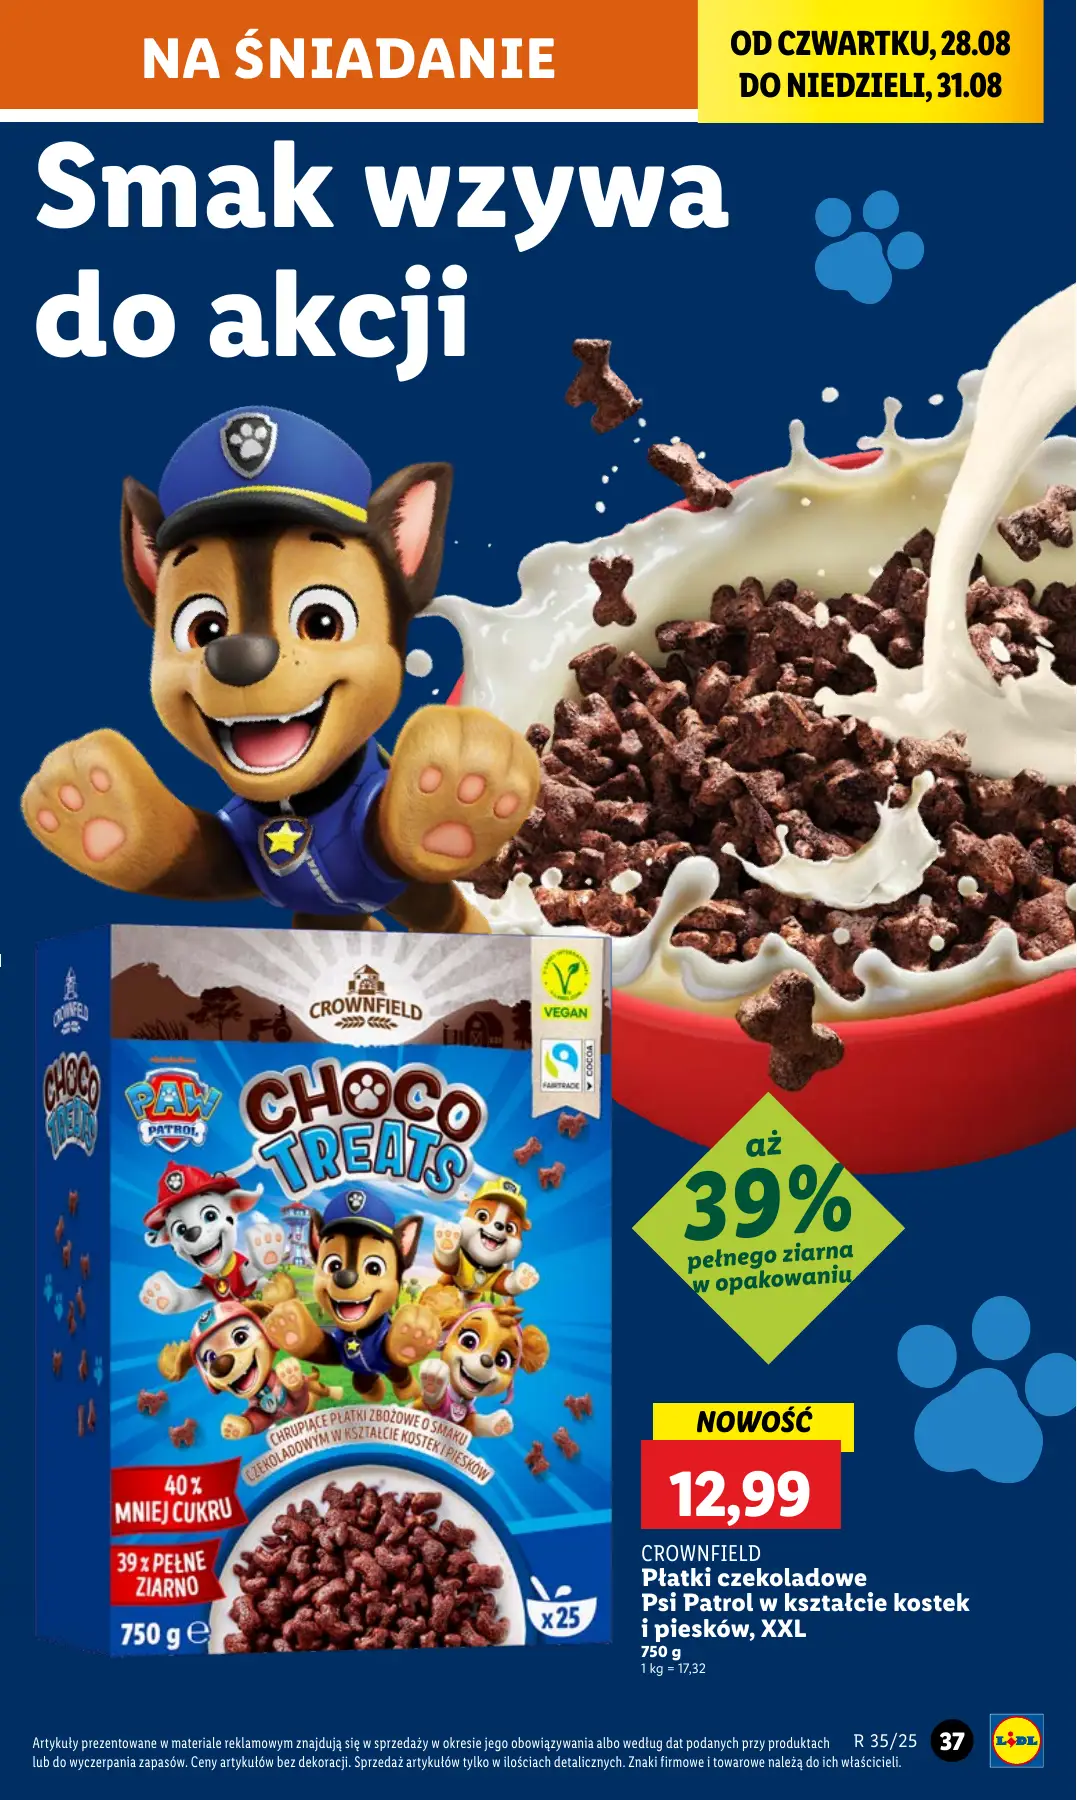 NA ŚNIADANIE
OD CZWARTKU, 28.08
DO NIEDZIELI, 31.08
Smak wzywa
do akcji
CROWNFIELD
VEGAN
FAIRTRADE
COCOA
CROWNFIELD
CHOCO
TREATS
PAW
PATROL
CHOCO
TREATS
aż
39%
pełnego ziarna
w opakowaniu
CHRUPIĄCE PŁATKI ZBOŻOWE O SMAKU
CZEKOLADOWYM W KSZTAŁCIE KOSTEK I PIESKÓW
40%
MNIEJ CUKRU
39% PEŁNE
ZIARNO
750 g e
x25
NOWOŚĆ
12,99
CROWNFIELD
Płatki czekoladowe
Psi Patrol w kształcie kostek
i piesków, XXL
750 g
1 kg = 17,32
Artykuły prezentowane w materiale reklamowym znajdują się w sprzedaży w okresie jego obowiązywania albo według dat podanych przy produktach
lub do wyczerpania zapasów. Ceny artykułów bez dekoracji. Sprzedaż artykułów tylko w ilościach detalicznych. Znaki firmowe i towarowe należą do ich właścicieli.
R 35/25
37
LIDL